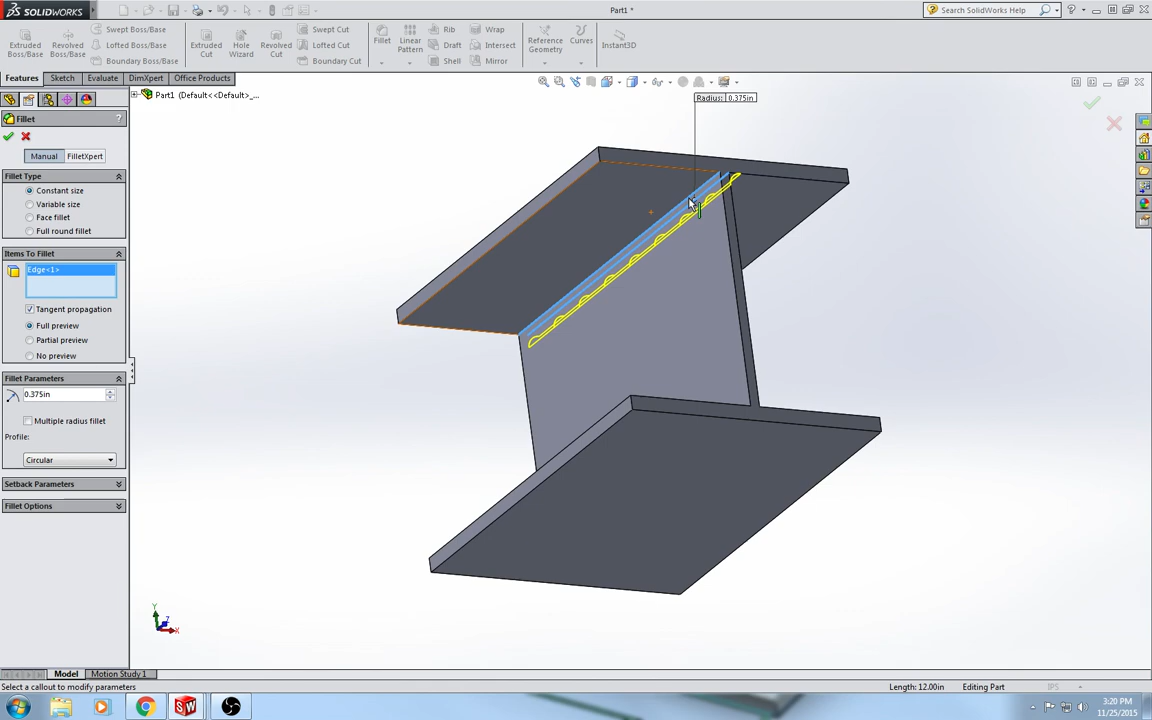 SOLIDWORKS
Part1 *
Search SolidWorks Help
Extruded Boss/Base
Revolved Boss/Base
Swept Boss/Base
Lofted Boss/Base
Boundary Boss/Base
Extruded Cut
Hole Wizard
Revolved Cut
Swept Cut
Lofted Cut
Boundary Cut
Fillet
Linear Pattern
Rib
Draft
Shell
Wrap
Intersect
Mirror
Reference Geometry
Curves
Instant3D
Features
Sketch
Evaluate
DimXpert
Office Products
Part1 (Default<<Default>_...
Radius: 0.375in
Fillet
?
Manual
FilletXpert
Fillet Type
Constant size
Variable size
Face fillet
Full round fillet
Items To Fillet
Edge<1>
Tangent propagation
Full preview
Partial preview
No preview
Fillet Parameters
0.375in
Multiple radius fillet
Profile:
Circular
Setback Parameters
Fillet Options
Y
Z
X
Model
Motion Study 1
Select a callout to modify parameters
Length: 12.00in
Editing Part
IPS
SW
3:20 PM
11/25/2015